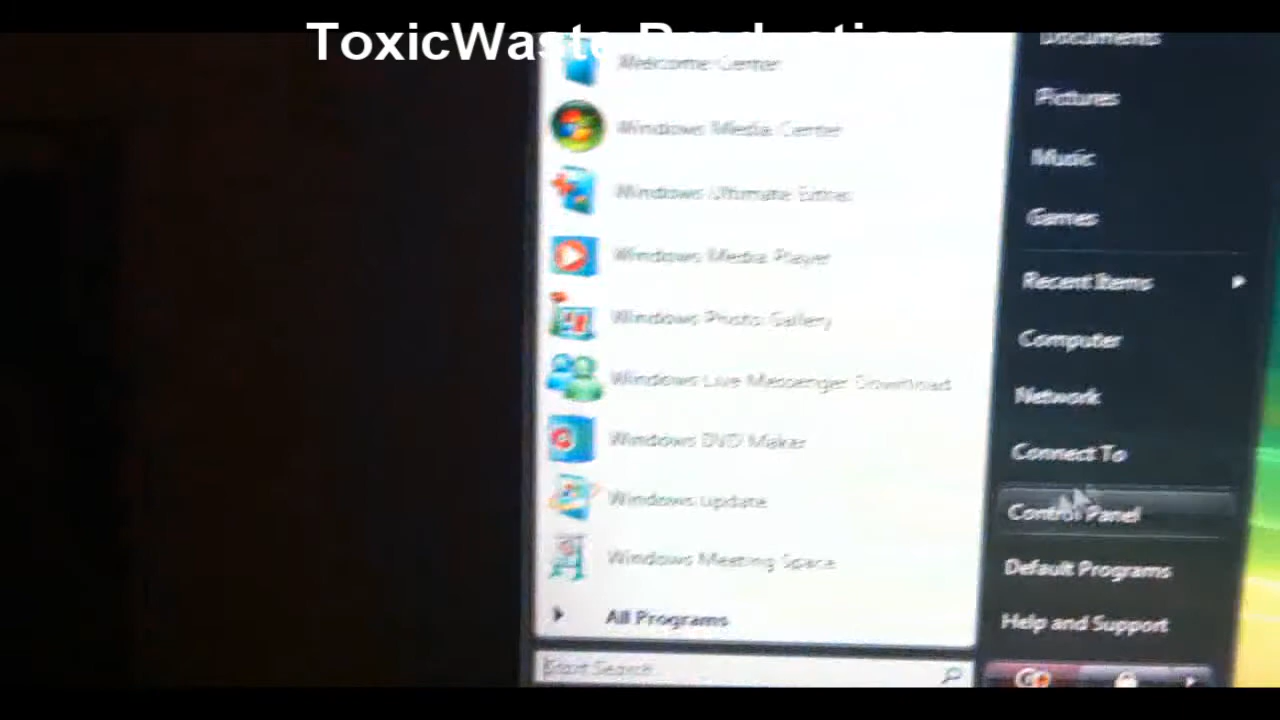 ToxicWaste Productions
Welcome Center
Windows Media Center
Windows Ultimate Extras
Windows Media Player
Windows Photo Gallery
Windows Live Messenger Download
Windows DVD Maker
Windows Update
Windows Meeting Space
All Programs
Start Search
Documents
Pictures
Music
Games
Recent Items
Computer
Network
Connect To
Control Panel
Default Programs
Help and Support